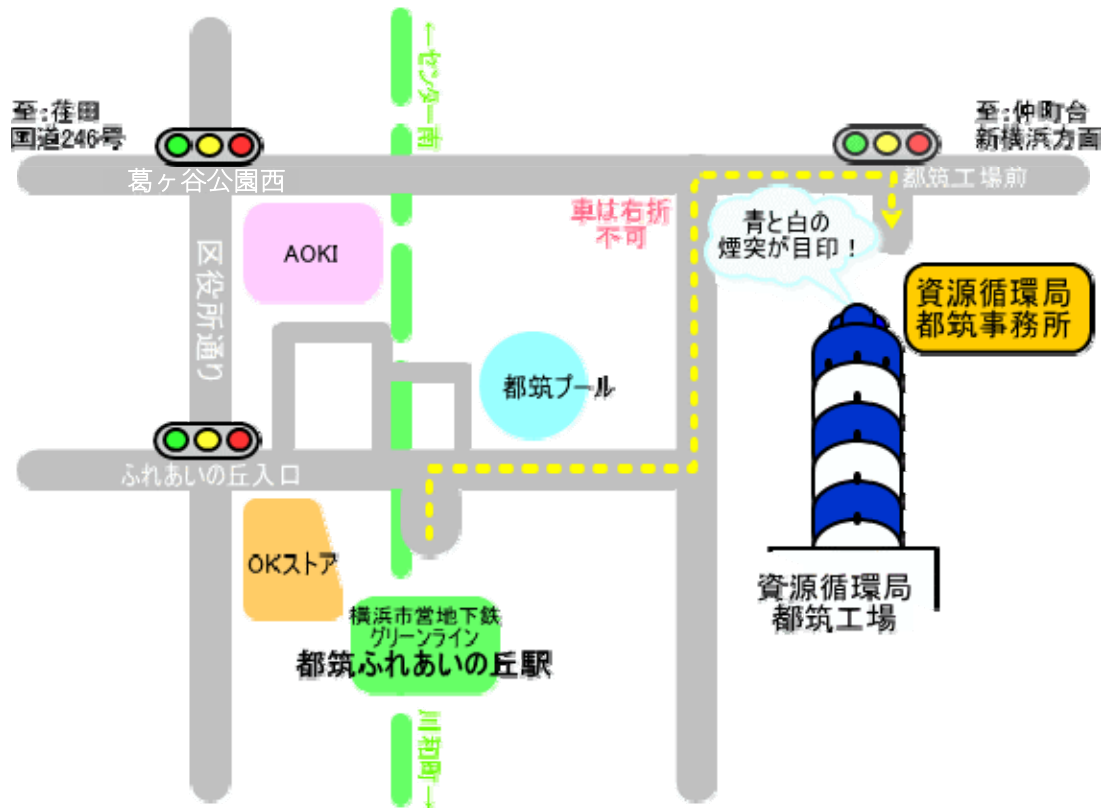 ←センター南
至:荏田
国道246号
至:仲町台
新横浜方面
葛ヶ谷公園西
都筑工場前
車は右折
不可
青と白の
煙突が目印!
AOKI
区役所通り
資源循環局
都筑事務所
都筑プール
ふれあいの丘入口
OKストア
資源循環局
都筑工場
横浜市営地下鉄
グリーンライン
都筑ふれあいの丘駅
川和町→